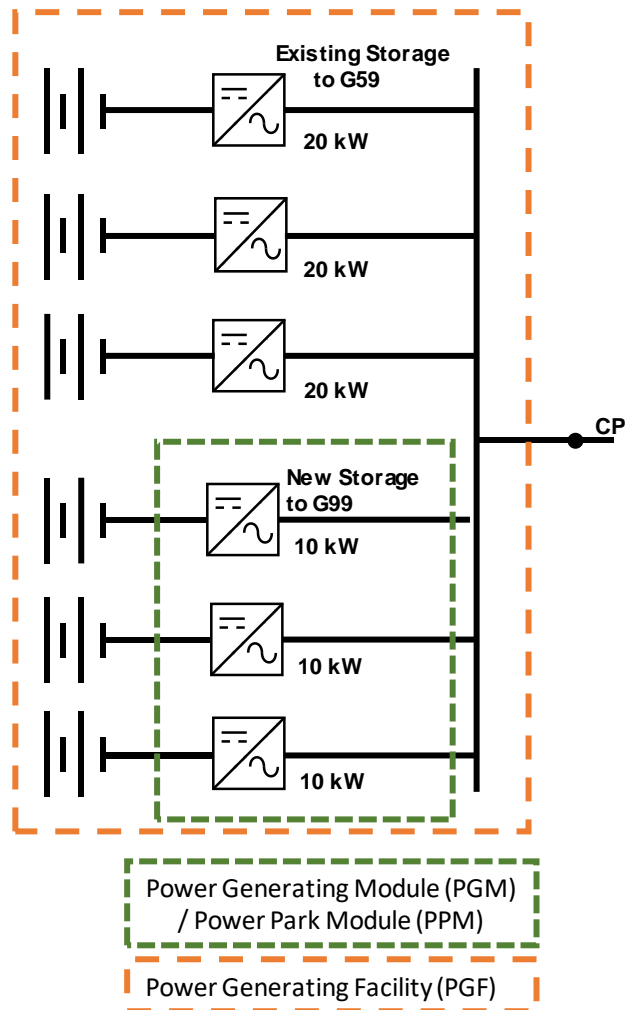 Existing Storage
to G59
20 kW
20 kW
20 kW
CP
New Storage
to G99
10 kW
10 kW
10 kW
Power Generating Module (PGM)
/ Power Park Module (PPM)
Power Generating Facility (PGF)